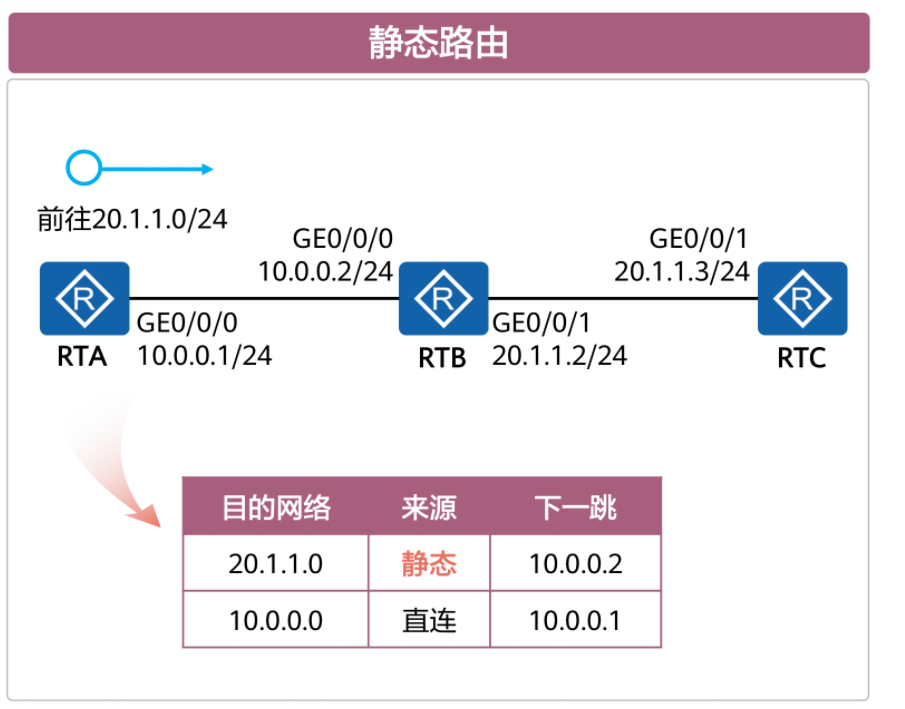 静态路由
前往20.1.1.0/24
GE0/0/0
10.0.0.2/24
GE0/0/1
20.1.1.3/24
R
R
R
GE0/0/0
10.0.0.1/24
GE0/0/1
20.1.1.2/24
RTA
RTB
RTC
目的网络 来源 下一跳
20.1.1.0 静态 10.0.0.2
10.0.0.0 直连 10.0.0.1